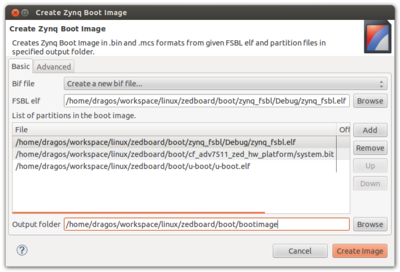 Create Zynq Boot Image
Create Zynq Boot Image
Creates Zynq Boot Image in .bin and .mcs formats from given FSBL elf and partition files in
specified output folder.
Basic Advanced
Bif file Create a new bif file...
FSBL elf /home/dragos/workspace/linux/zedboard/boot/zynq_fsbl/Debug/zynq_fsbl.elf Browse
List of partitions in the boot image.
File Off Add
/home/dragos/workspace/linux/zedboard/boot/zynq_fsbl/Debug/zynq_fsbl.elf
/home/dragos/workspace/linux/zedboard/boot/cf_adv7511_zed_hw_platform/system.bit Remove
/home/dragos/workspace/linux/zedboard/boot/u-boot/u-boot.elf Up
Down
Output folder /home/dragos/workspace/linux/zedboard/boot/bootImage Browse
? Cancel Create Image